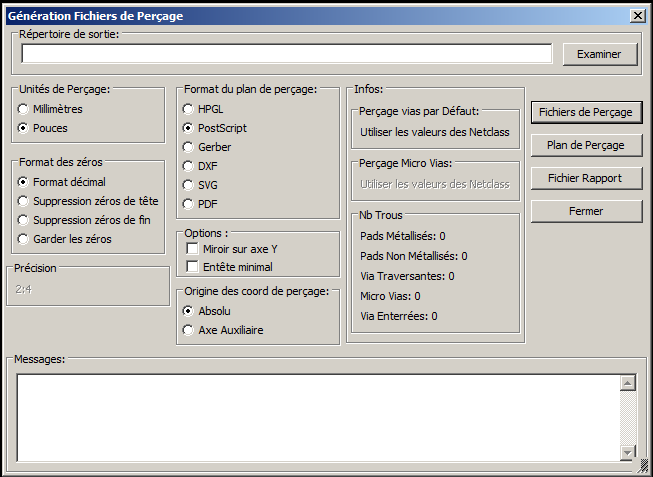 Génération Fichiers de Perçage
Répertoire de sortie:
Examiner
Unités de Perçage:
Millimètres
Pouces
Format des zéros
Format décimal
Suppression zéros de tête
Suppression zéros de fin
Garder les zéros
Précision
2:4
Format du plan de perçage:
HPGL
PostScript
Gerber
DXF
SVG
PDF
Options :
Miroir sur axe Y
Entête minimal
Origine des coord de perçage:
Absolu
Axe Auxiliaire
Infos:
Perçage vias par Défaut:
Utiliser les valeurs des Netclass
Perçage Micro Vias:
Utiliser les valeurs des Netclass
Nb Trous
Pads Métallisés: 0
Pads Non Métallisés: 0
Via Traversantes: 0
Micro Vias: 0
Via Enterrées: 0
Fichiers de Perçage
Plan de Perçage
Fichier Rapport
Fermer
Messages: